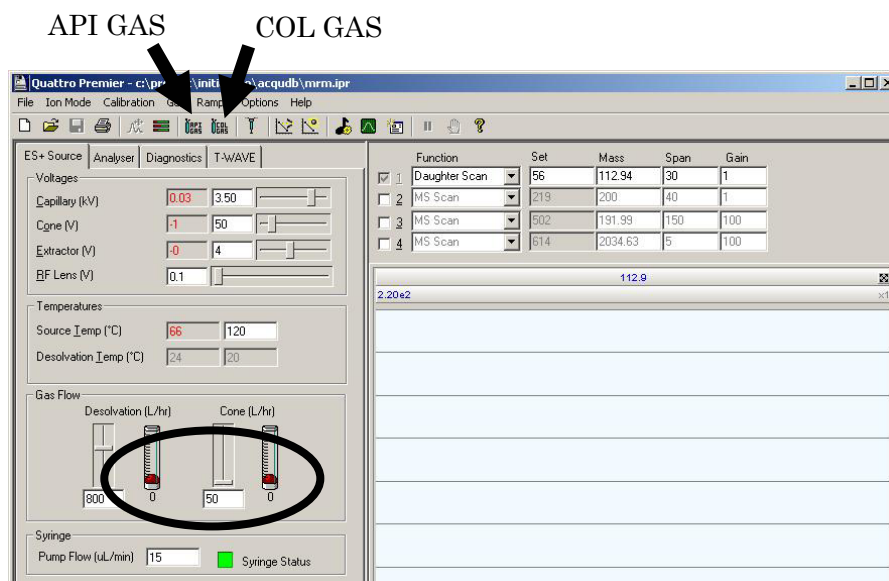 API GAS COL GAS
Quattro Premier - c:\pr \acqudb\mrm.ipr
File Ion Mode Calibration Ramp Options Help
API GAS COL GAS
ES+ Source Analyser Diagnostics T-WAVE
Voltages
Capillary (kV) 0.03 3.50
Cone (V) -1 50
Extractor (V) -0 4
RF Lens (V) 0.1
Temperatures
Source Temp (°C) 66 120
Desolvation Temp (°C) 24 20
Gas Flow
Desolvation (L/hr) Cone (L/hr)
800 0 50 0
Syringe
Pump Flow (uL/min) 15 Syringe Status
Function Set Mass Span Gain
1 Daughter Scan 56 112.94 30 1
2 MS Scan 219 200 40 1
3 MS Scan 502 191.99 150 100
4 MS Scan 614 2034.63 5 100
112.9
2.20e2 x1